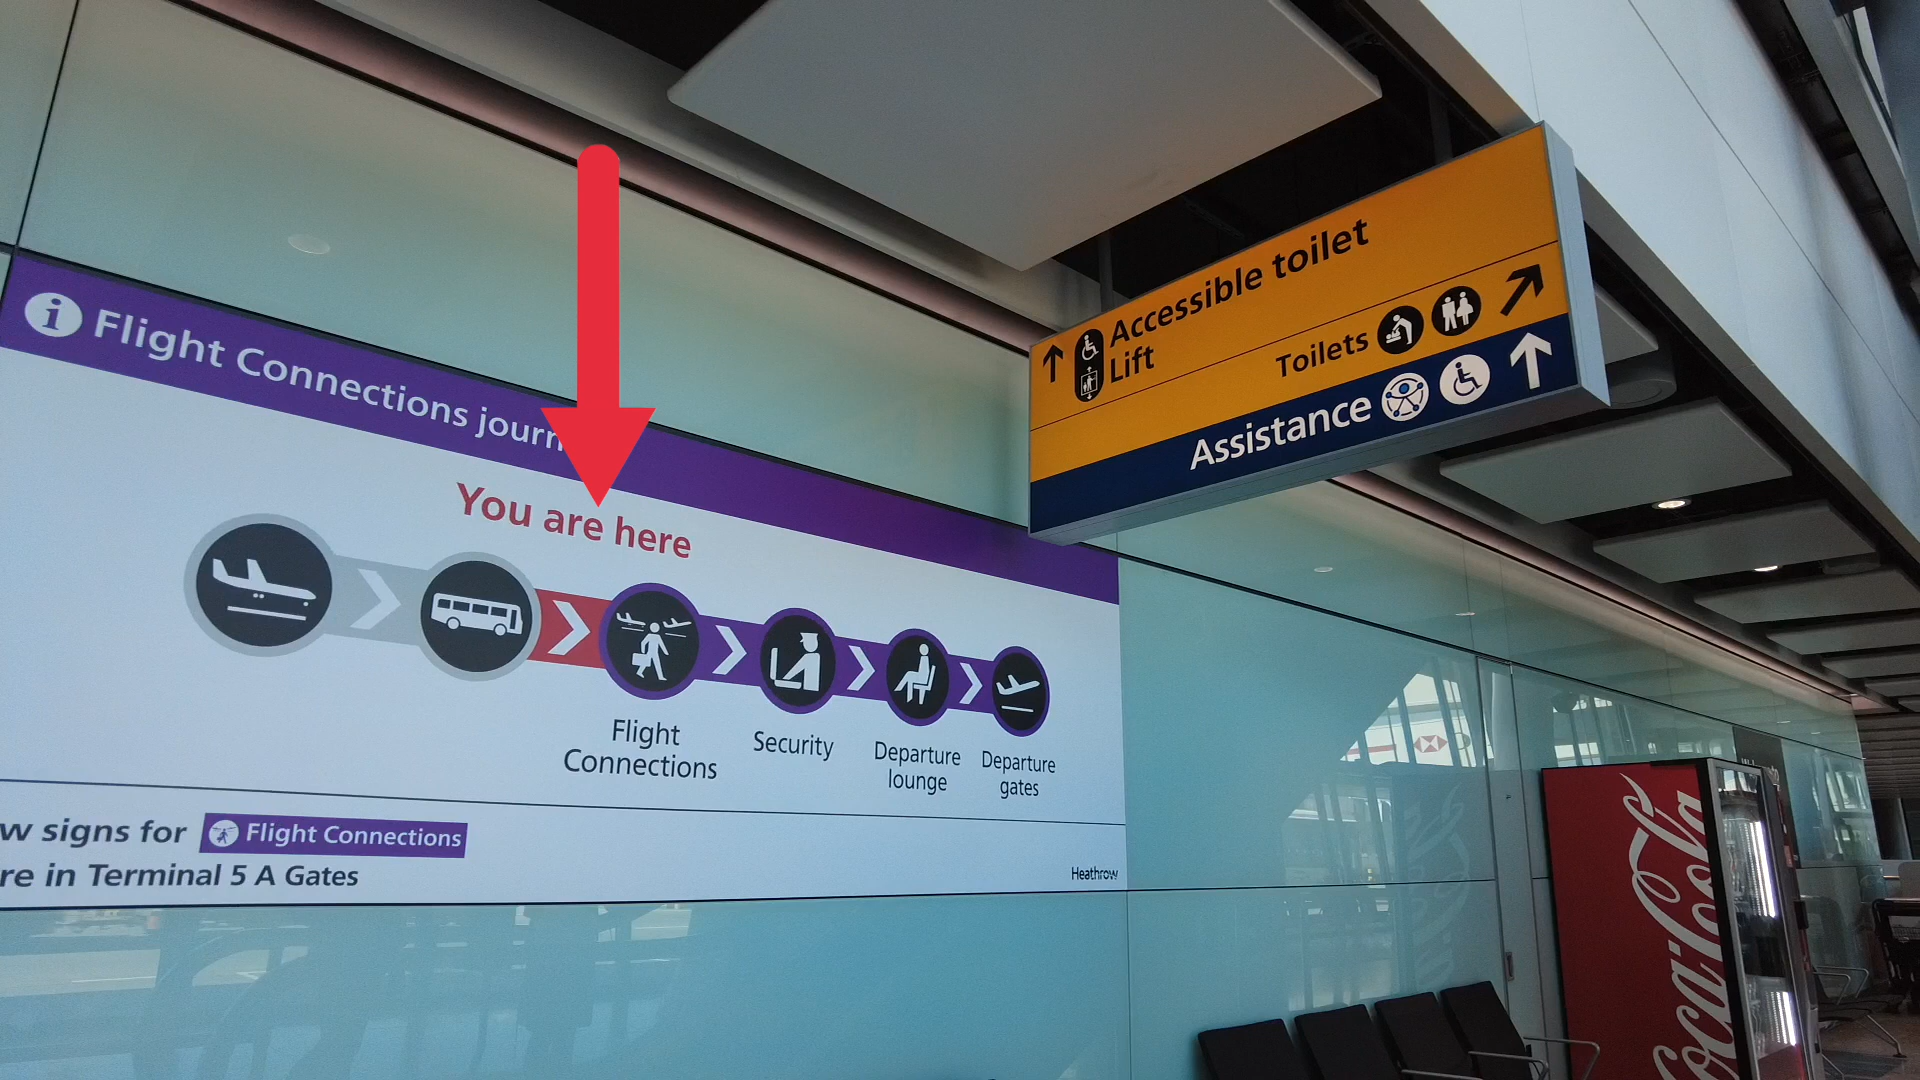 Flight Connections journ
You are here
Flight
Connections
Security
Departure
lounge
Departure
gates
w signs for Flight Connections
re in Terminal 5 A Gates
Heathrow
Accessible toilet
Lift
Toilets
Assistance
Coca-Cola